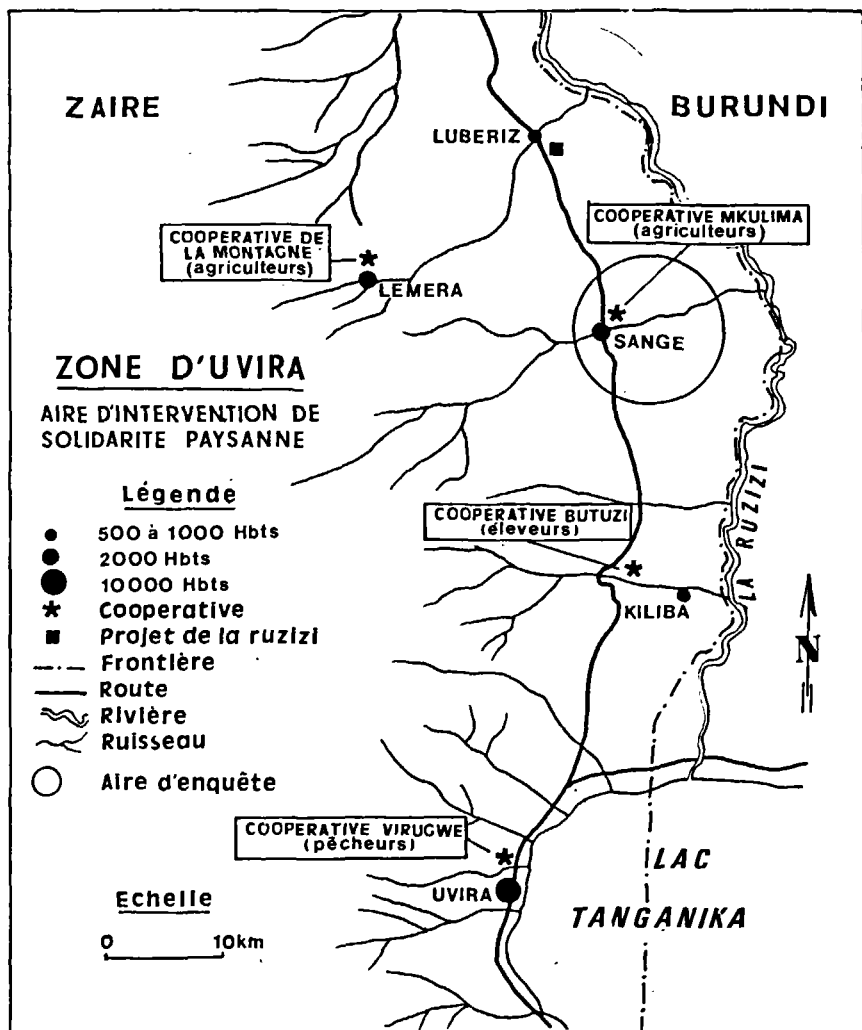 ZAIRE
BURUNDI
LUBERIZ
COOPERATIVE MKULIMA
(agriculteurs)
COOPERATIVE DE
LA MONTAGNE
(agriculteurs)
LEMERA
SANGE
ZONE D'UVIRA
AIRE D'INTERVENTION DE
SOLIDARITE PAYSANNE
Légende
500 à 1000 Hbts
2000 Hbts
10000 Hbts
Cooperative
Projet de la ruzizi
Frontière
Route
Rivière
Ruisseau
Aire d'enquête
COOPERATIVE BUTUZI
(éleveurs)
LA RUZIZI
KILIBA
N
COOPERATIVE VIRUGWE
(pêcheurs)
UVIRA
LAC
TANGANIKA
Echelle
0 10km